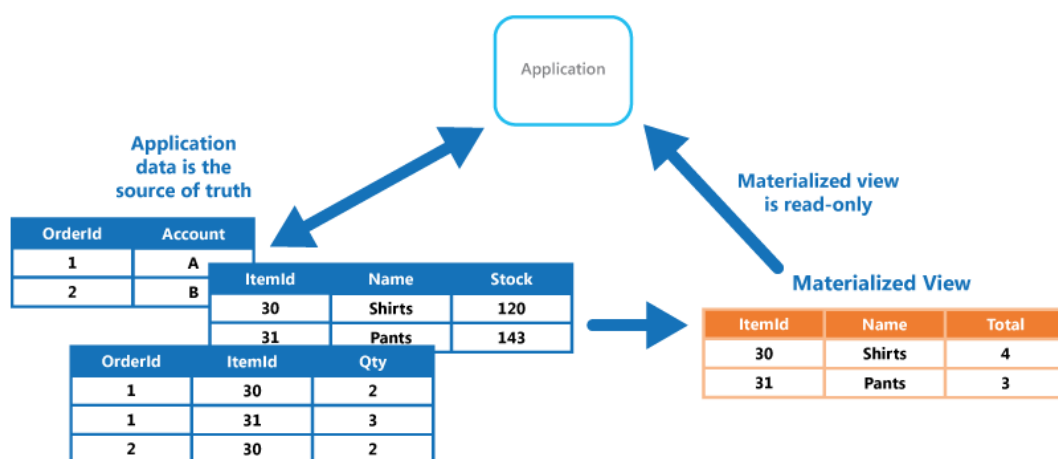 Application
Application
data is the
source of truth
Materialized view
is read-only
OrderId Account
1 A
2 B
ItemId Name Stock
30 Shirts 120
31 Pants 143
OrderId ItemId Qty
1 30 2
1 31 3
2 30 2
Materialized View
ItemId Name Total
30 Shirts 4
31 Pants 3